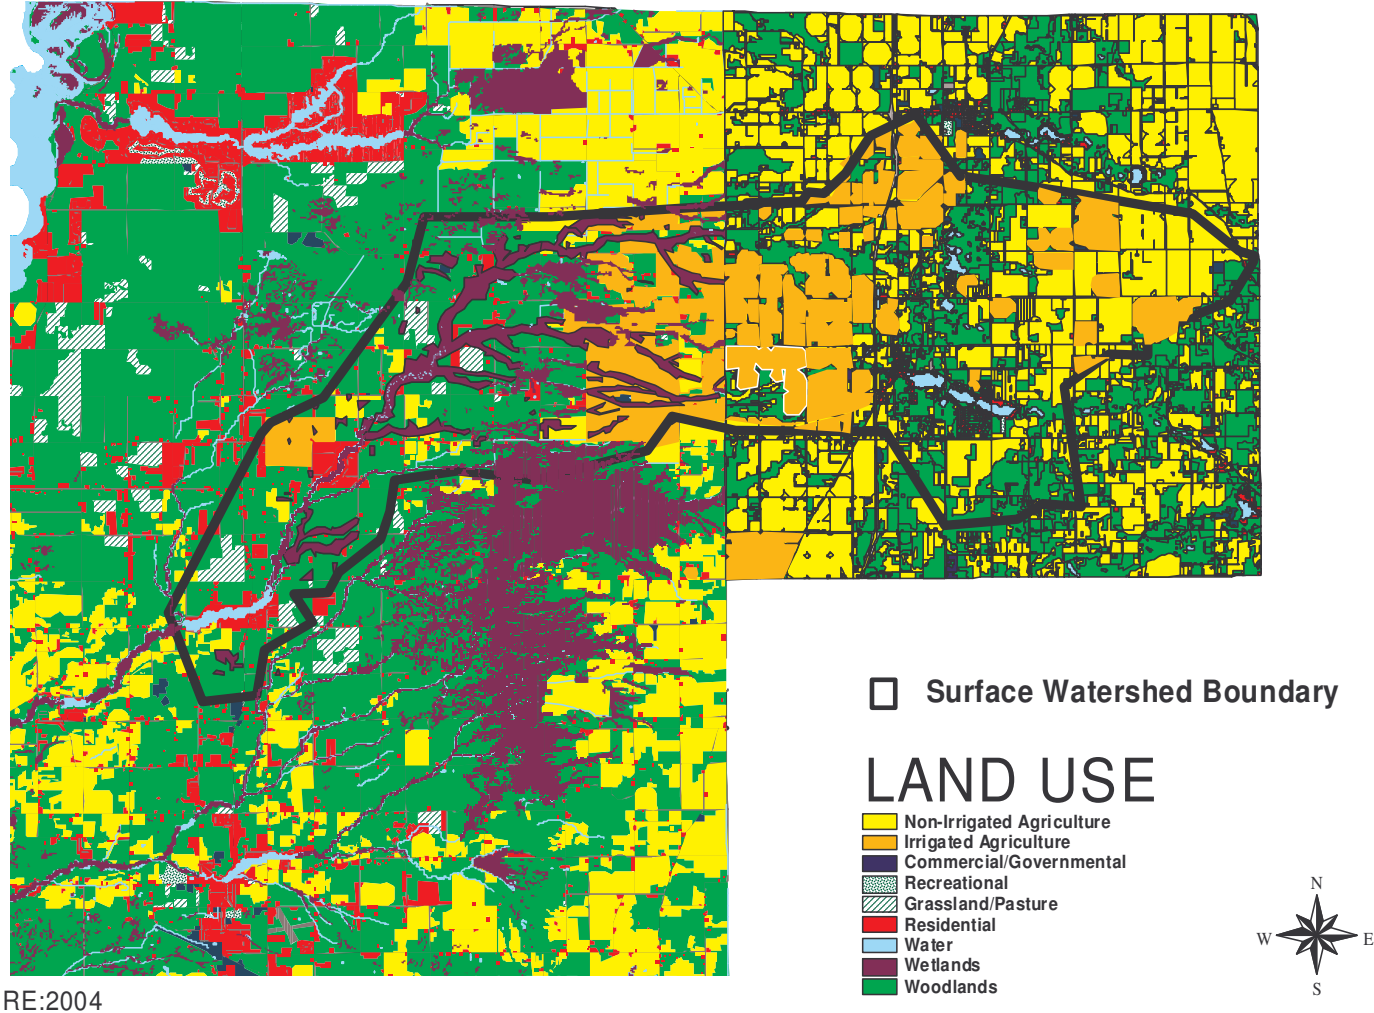 Surface Watershed Boundary
LAND USE
Non-Irrigated Agriculture
Irrigated Agriculture
Commercial/Governmental
Recreational
Grassland/Pasture
Residential
Water
Wetlands
Woodlands
N
W E
S
RE:2004